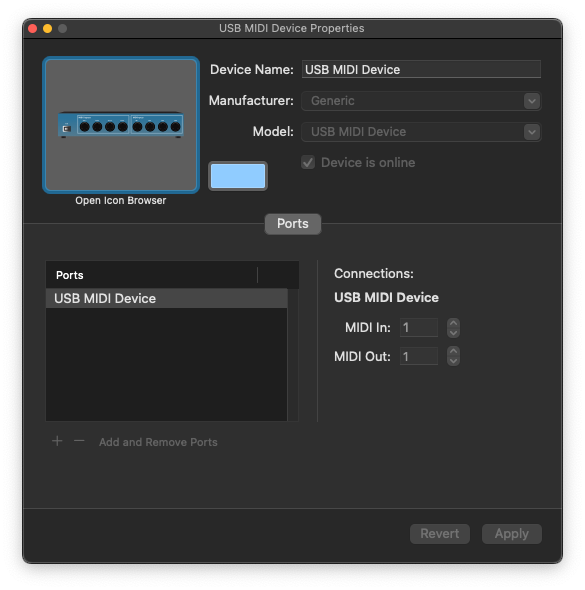 USB MIDI Device Properties
Device Name: USB MIDI Device
Manufacturer: Generic
Model: USB MIDI Device
Device is online
Open Icon Browser
Ports
Ports
USB MIDI Device
Connections:
USB MIDI Device
MIDI In: 1
MIDI Out: 1
Add and Remove Ports
Revert Apply